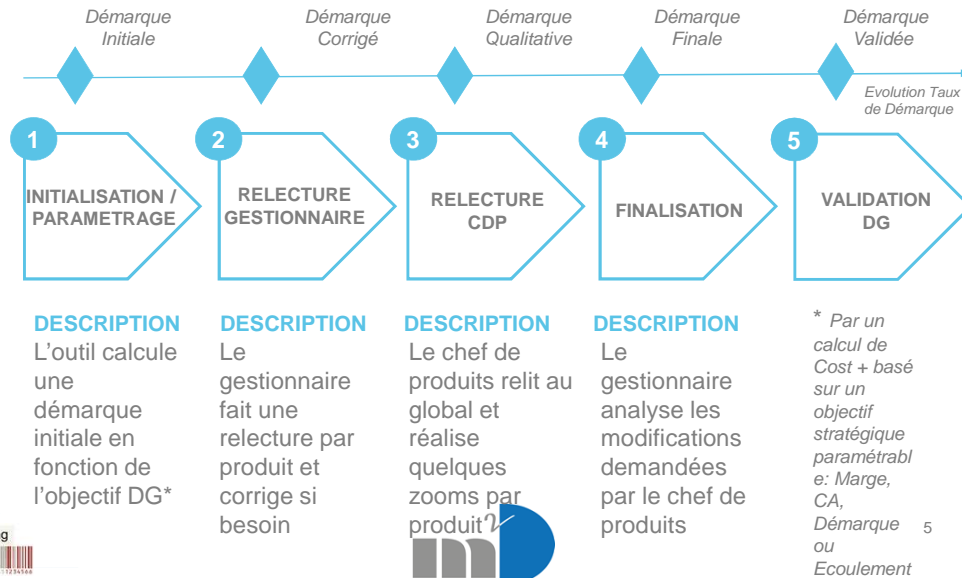 Démarque
Initiale
Démarque
Corrigé
Démarque
Qualitative
Démarque
Finale
Démarque
Validée
Evolution Taux
de Démarque
1
INITIALISATION /
PARAMETRAGE
2
RELECTURE
GESTIONNAIRE
3
RELECTURE
CDP
4
FINALISATION
5
VALIDATION
DG
DESCRIPTION
L’outil calcule
une
démarque
initiale en
fonction de
l’objectif DG*
DESCRIPTION
Le
gestionnaire
fait une
relecture par
produit et
corrige si
besoin
DESCRIPTION
Le chef de
produits relit au
global et
réalise
quelques
zooms par
produit
DESCRIPTION
Le
gestionnaire
analyse les
modifications
demandées
par le chef de
produits
* Par un
calcul de
Cost + basé
sur un
objectif
stratégique
paramétrabl
e: Marge,
CA,
Démarque
ou
Ecoulement
5
g
m2D